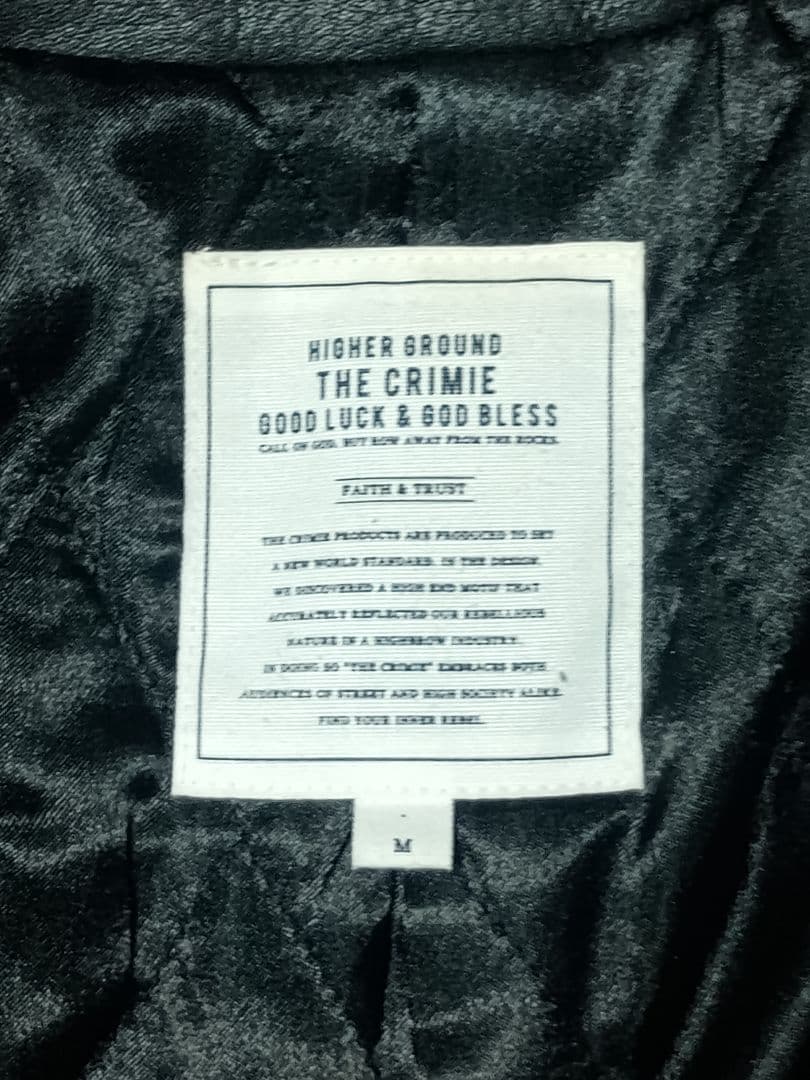 HIGHER GROUND
THE CRIMIE
GOOD LUCK & GOD BLESS
CALL ON GOD, BUT ROW AWAY FROM THE ROCKS.
FAITH & TRUST
THE CRIMIE PRODUCTS ARE PRODUCED TO SET
A NEW WORLD STANDARD. IN THE DESIGN,
WE DISCOVERED A HIGH END MOTIF THAT
ACCURATELY REFLECTED OUR REBELLIOUS
NATURE IN A HIGHBROW INDUSTRY.
IN DOING SO "THE CRIMIE" EMBRACES BOTH
AUDIENCES OF STREET AND HIGH SOCIETY ALIKE.
FIND YOUR INNER REBEL.
M